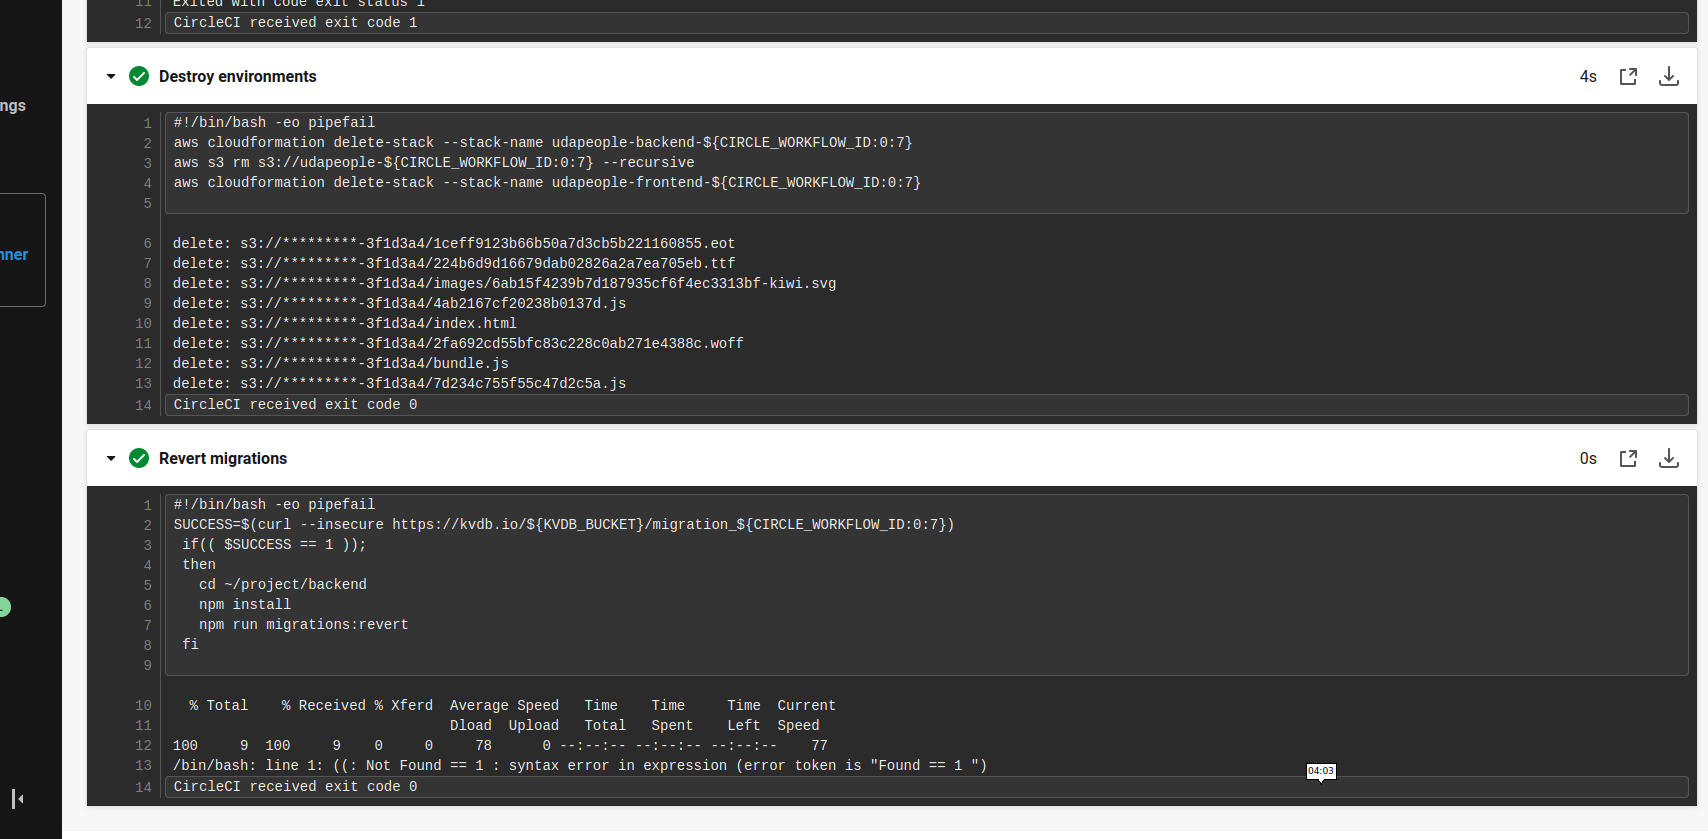 11 Exited with code exit status 1
12 CircleCI received exit code 1
Destroy environments 4s
ngs
1 #!/bin/bash -eo pipefail
2 aws cloudformation delete-stack --stack-name udapeople-backend-${CIRCLE_WORKFLOW_ID:0:7}
3 aws s3 rm s3://udapeople-${CIRCLE_WORKFLOW_ID:0:7} --recursive
4 aws cloudformation delete-stack --stack-name udapeople-frontend-${CIRCLE_WORKFLOW_ID:0:7}
5
nner
6 delete: s3://*********-3f1d3a4/1ceff9123b66b50a7d3cb5b221160855.eot
7 delete: s3://*********-3f1d3a4/224b6d9d16679dab02826a2a7ea705eb.ttf
8 delete: s3://*********-3f1d3a4/images/6ab15f4239b7d187935cf6f4ec3313bf-kiwi.svg
9 delete: s3://*********-3f1d3a4/4ab2167cf20238b0137d.js
10 delete: s3://*********-3f1d3a4/index.html
11 delete: s3://*********-3f1d3a4/2fa692cd55bfc83c228c0ab271e4388c.woff
12 delete: s3://*********-3f1d3a4/bundle.js
13 delete: s3://*********-3f1d3a4/7d234c755f55c47d2c5a.js
14 CircleCI received exit code 0
Revert migrations 0s
1 #!/bin/bash -eo pipefail
2 SUCCESS=$(curl --insecure https://kvdb.io/${KVDB_BUCKET}/migration_${CIRCLE_WORKFLOW_ID:0:7})
3 if(( $SUCCESS == 1 ));
4 then
5 cd ~/project/backend
6 npm install
7 npm run migrations:revert
8 fi
9
10 % Total % Received % Xferd Average Speed Time Time Time Current
11 Dload Upload Total Spent Left Speed
12 100 9 100 9 0 0 78 0 --:--:-- --:--:-- --:--:-- 77
13 /bin/bash: line 1: ((: Not Found == 1 : syntax error in expression (error token is "Found == 1 ")
04:03
14 CircleCI received exit code 0